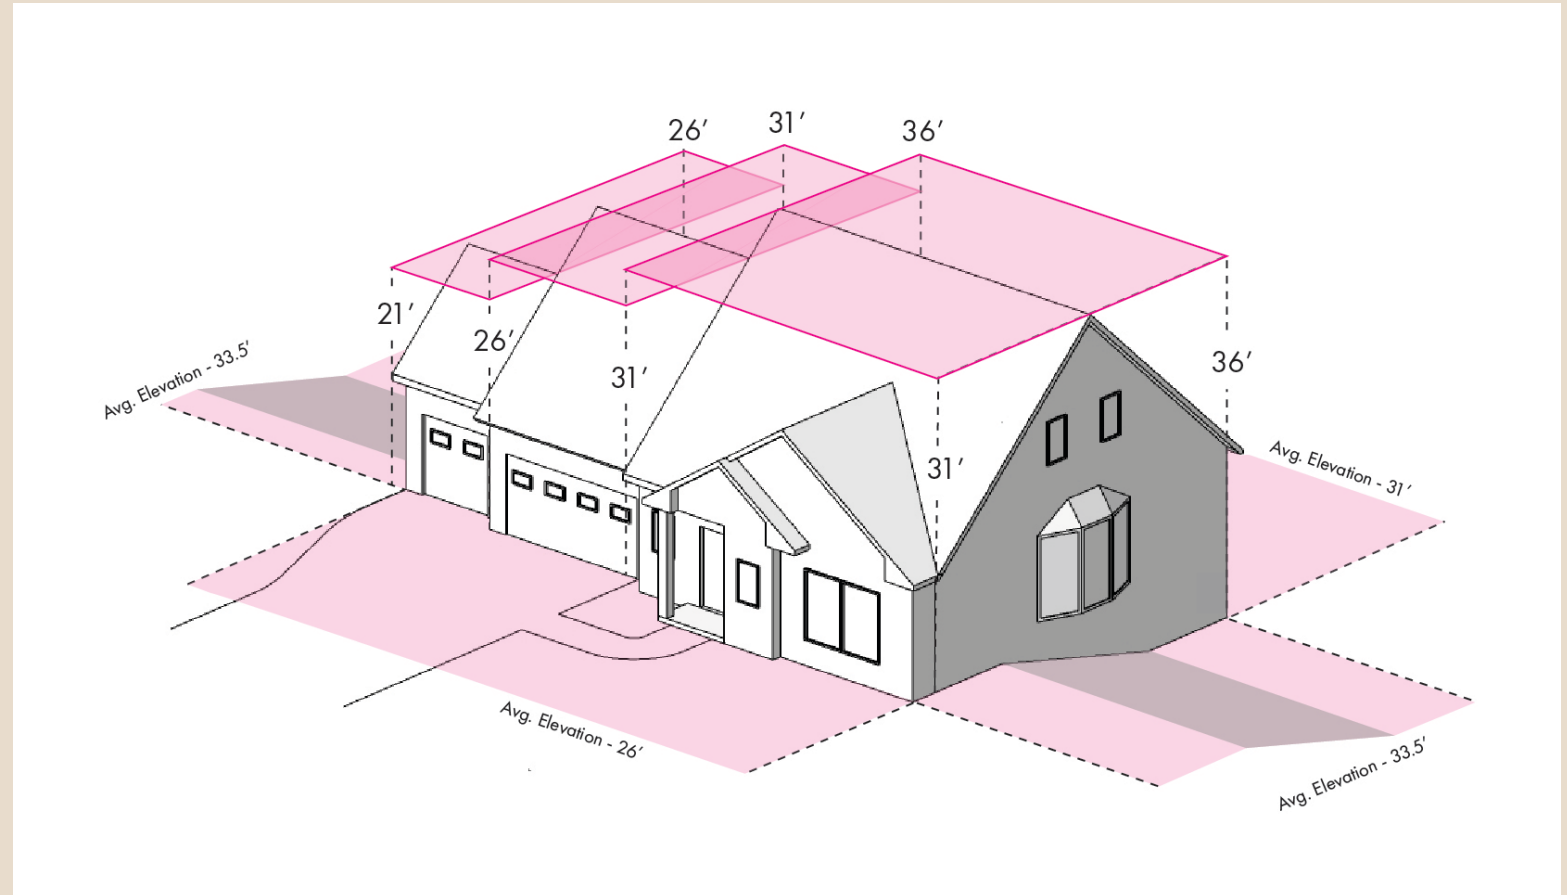 26′
31′
36′
21′
26′
31′
36′
31′
Avg. Elevation - 33.5′
Avg. Elevation - 31′
Avg. Elevation - 26′
Avg. Elevation - 33.5′